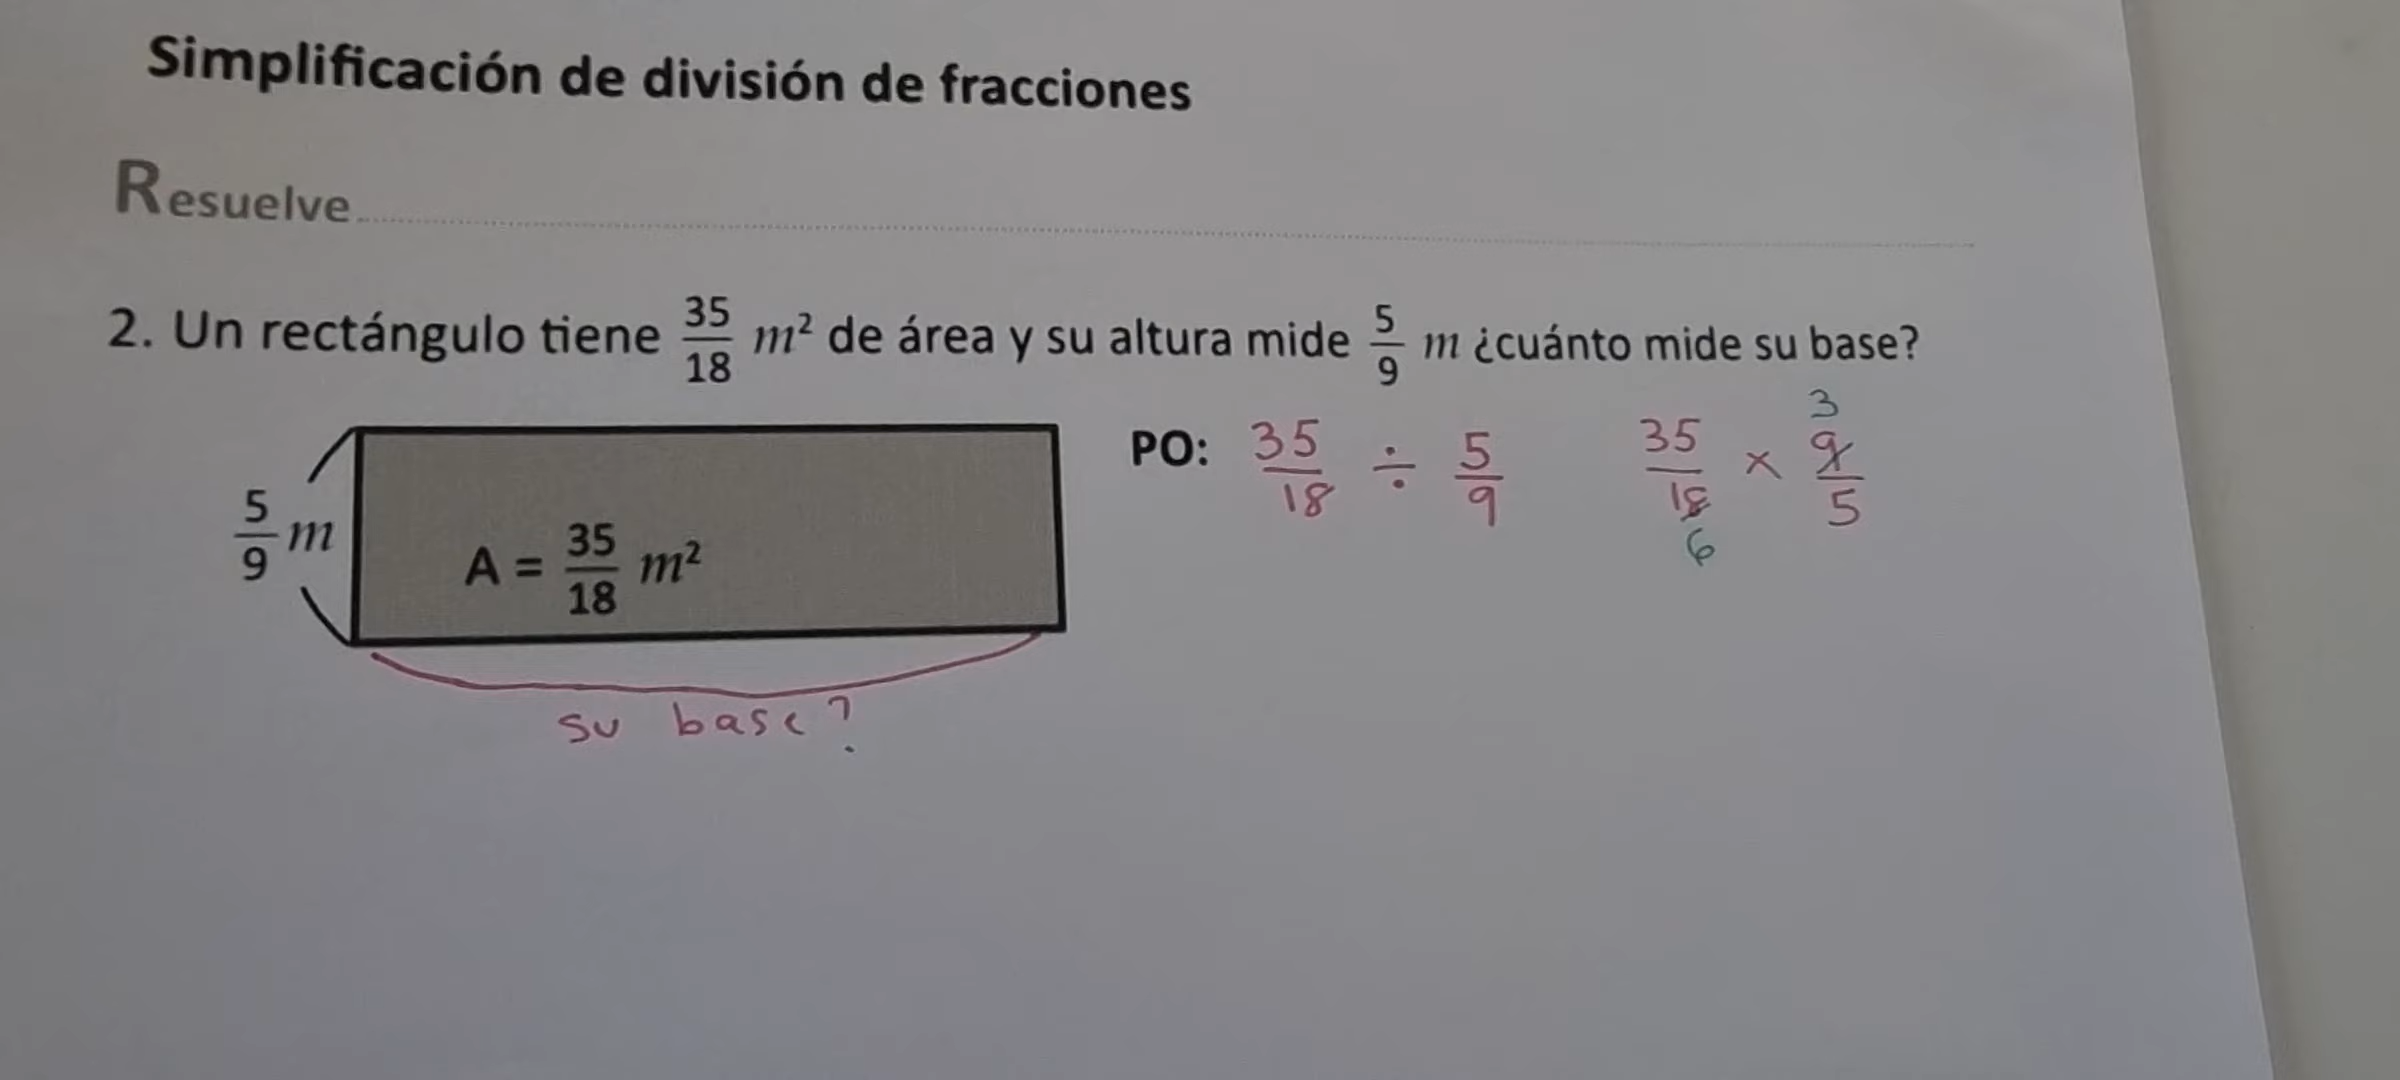 Simplificación de división de fracciones
Resuelve
2. Un rectángulo tiene 35/18 m² de área y su altura mide 5/9 m ¿cuánto mide su base?
5/9 m
A = 35/18 m²
su base?
PO: 35/18 ÷ 5/9
35/18 × 9/5
3
6